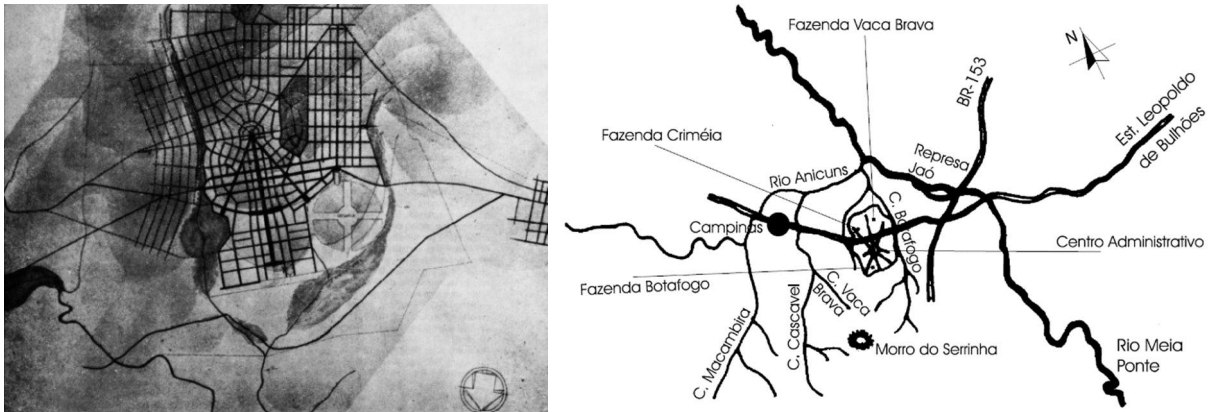 Fazenda Vaca Brava
N
BR-153
Est. Leopoldo
de Bulhões
Fazenda Criméia
Represa
Jaó
Rio Anicuns
C. Botafogo
Campinas
Centro Administrativo
Fazenda Botafogo
C. Vaca
Brava
C. Macambira
C. Cascavel
Morro do Serrinha
Rio Meia
Ponte